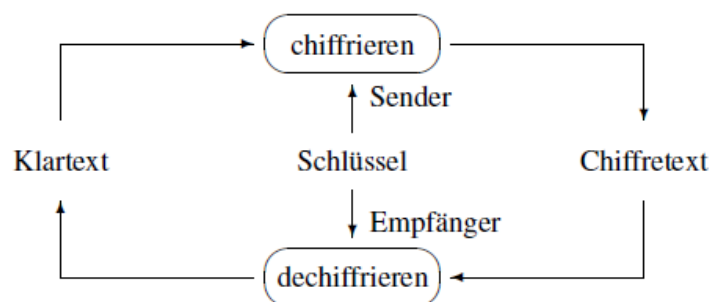 chiffrieren
Sender
Klartext Schlüssel Chiffretext
Empfänger
dechiffrieren